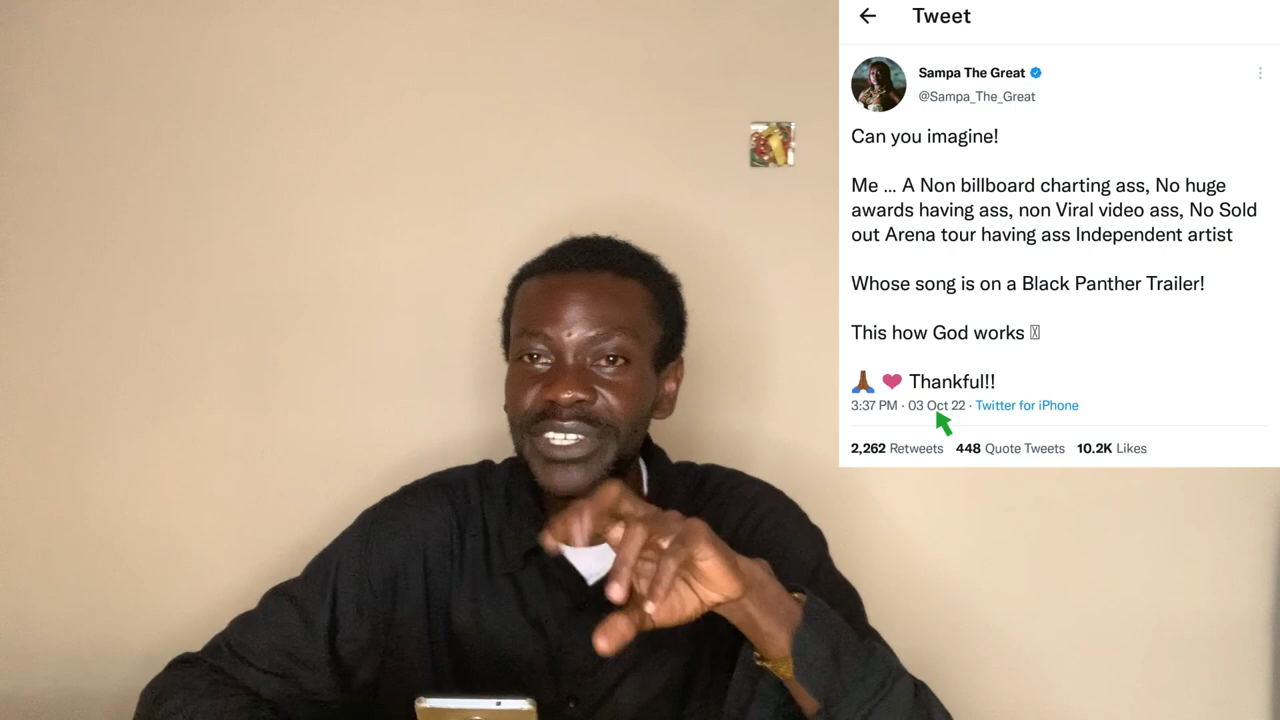 Tweet
Sampa The Great
@Sampa_The_Great
Can you imagine!
Me ... A Non billboard charting ass, No huge
awards having ass, non Viral video ass, No Sold
out Arena tour having ass Independent artist
Whose song is on a Black Panther Trailer!
This how God works
🙏🏾 ❤️ Thankful!!
3:37 PM · 03 Oct 22 · Twitter for iPhone
2,262 Retweets 448 Quote Tweets 10.2K Likes